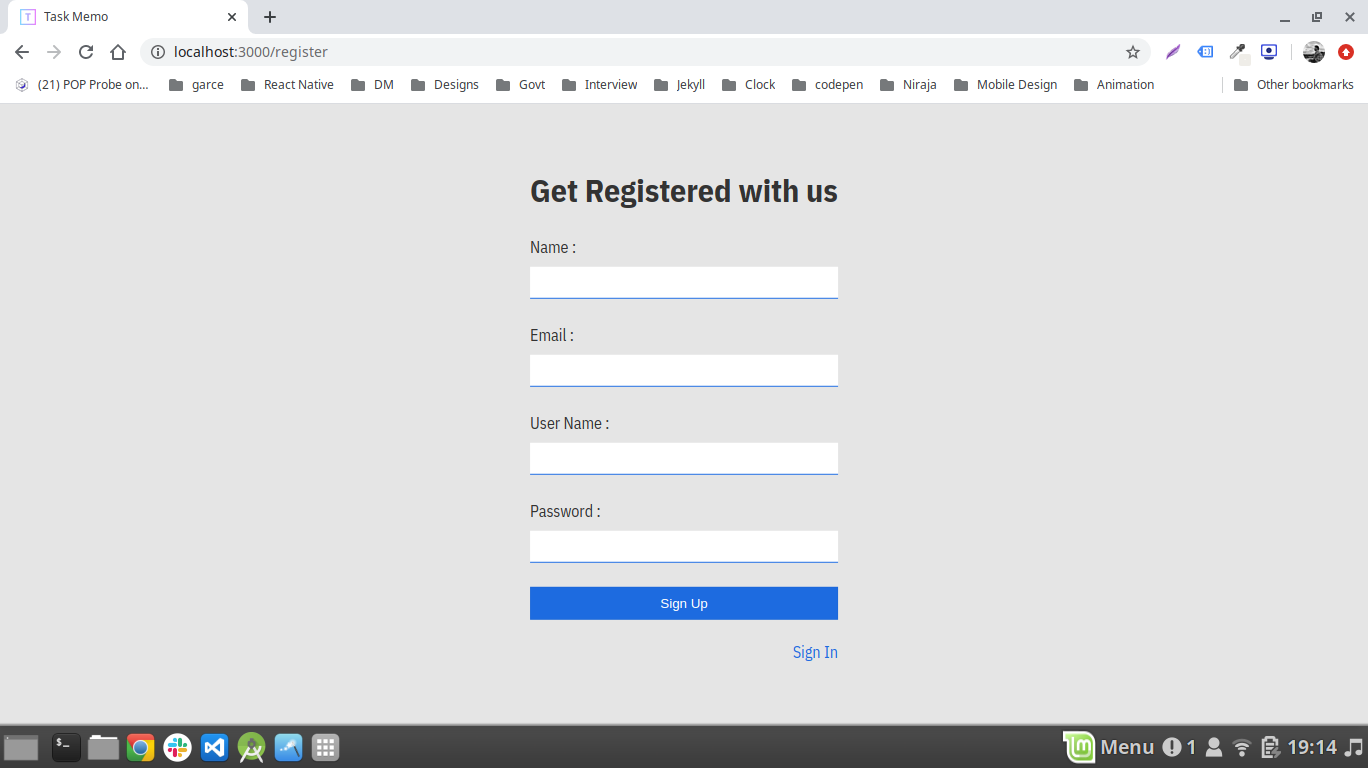 T Task Memo
localhost:3000/register
(21) POP Probe on... garce React Native DM Designs Govt Interview Jekyll Clock codepen Niraja Mobile Design Animation Other bookmarks
Get Registered with us
Name :
Email :
User Name :
Password :
Sign Up
Sign In
$_ lm Menu 1 19:14